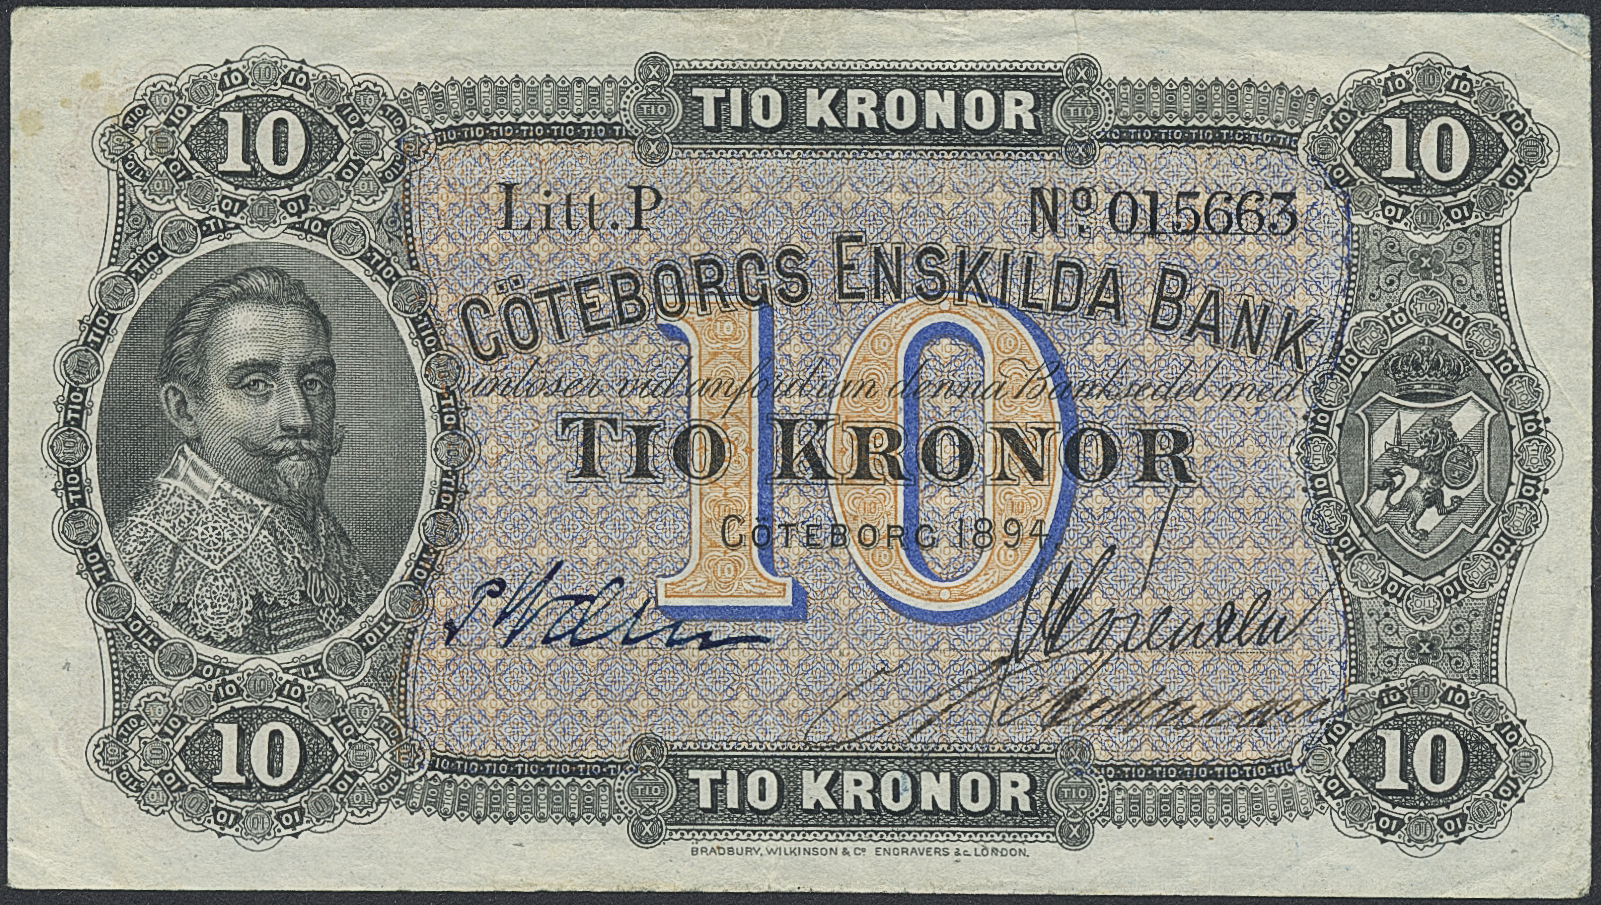 10 TIO KRONOR 10
Litt. P Nº 015663
GÖTEBORGS ENSKILDA BANK
inlöser vid anfordran denna Banksedel med
TIO KRONOR
10
GÖTEBORG 1894
10 TIO KRONOR 10
BRADBURY, WILKINSON & Cº ENGRAVERS &c LONDON.